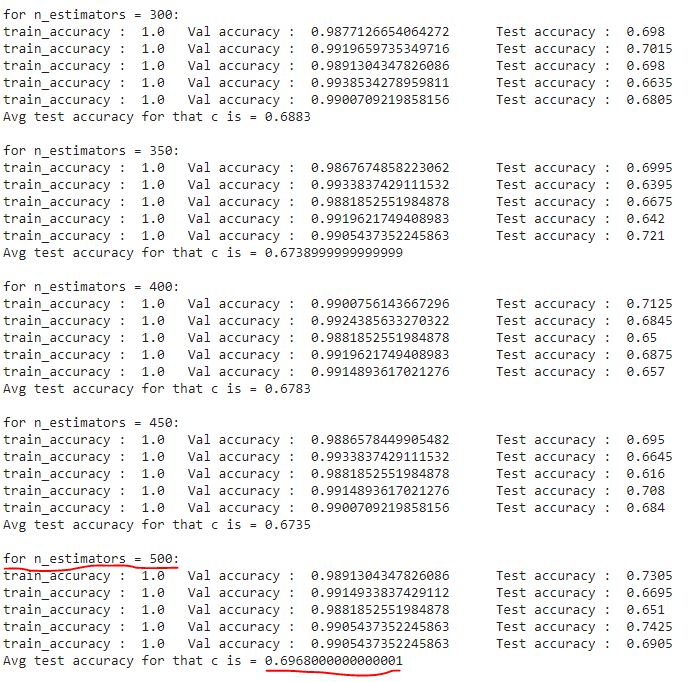 for n_estimators = 300:
train_accuracy :  1.0   Val accuracy :  0.9877126654064272      Test accuracy :  0.698
train_accuracy :  1.0   Val accuracy :  0.9919659735349716      Test accuracy :  0.7015
train_accuracy :  1.0   Val accuracy :  0.9891304347826086      Test accuracy :  0.698
train_accuracy :  1.0   Val accuracy :  0.9938534278959811      Test accuracy :  0.6635
train_accuracy :  1.0   Val accuracy :  0.9900709219858156      Test accuracy :  0.6805
Avg test accuracy for that c is = 0.6883
for n_estimators = 350:
train_accuracy :  1.0   Val accuracy :  0.9867674858223062      Test accuracy :  0.6995
train_accuracy :  1.0   Val accuracy :  0.9933837429111532      Test accuracy :  0.6395
train_accuracy :  1.0   Val accuracy :  0.9881852551984878      Test accuracy :  0.6675
train_accuracy :  1.0   Val accuracy :  0.9919621749408983      Test accuracy :  0.642
train_accuracy :  1.0   Val accuracy :  0.9905437352245863      Test accuracy :  0.721
Avg test accuracy for that c is = 0.6738999999999999
for n_estimators = 400:
train_accuracy :  1.0   Val accuracy :  0.9900756143667296      Test accuracy :  0.7125
train_accuracy :  1.0   Val accuracy :  0.9924385633270322      Test accuracy :  0.6845
train_accuracy :  1.0   Val accuracy :  0.9881852551984878      Test accuracy :  0.65
train_accuracy :  1.0   Val accuracy :  0.9919621749408983      Test accuracy :  0.6875
train_accuracy :  1.0   Val accuracy :  0.9914893617021276      Test accuracy :  0.657
Avg test accuracy for that c is = 0.6783
for n_estimators = 450:
train_accuracy :  1.0   Val accuracy :  0.9886578449905482      Test accuracy :  0.695
train_accuracy :  1.0   Val accuracy :  0.9933837429111532      Test accuracy :  0.6645
train_accuracy :  1.0   Val accuracy :  0.9881852551984878      Test accuracy :  0.616
train_accuracy :  1.0   Val accuracy :  0.9914893617021276      Test accuracy :  0.708
train_accuracy :  1.0   Val accuracy :  0.9900709219858156      Test accuracy :  0.684
Avg test accuracy for that c is = 0.6735
for n_estimators = 500:
train_accuracy :  1.0   Val accuracy :  0.9891304347826086      Test accuracy :  0.7305
train_accuracy :  1.0   Val accuracy :  0.9914933837429112      Test accuracy :  0.6695
train_accuracy :  1.0   Val accuracy :  0.9881852551984878      Test accuracy :  0.651
train_accuracy :  1.0   Val accuracy :  0.9905437352245863      Test accuracy :  0.7425
train_accuracy :  1.0   Val accuracy :  0.9905437352245863      Test accuracy :  0.6905
Avg test accuracy for that c is = 0.6968000000000001